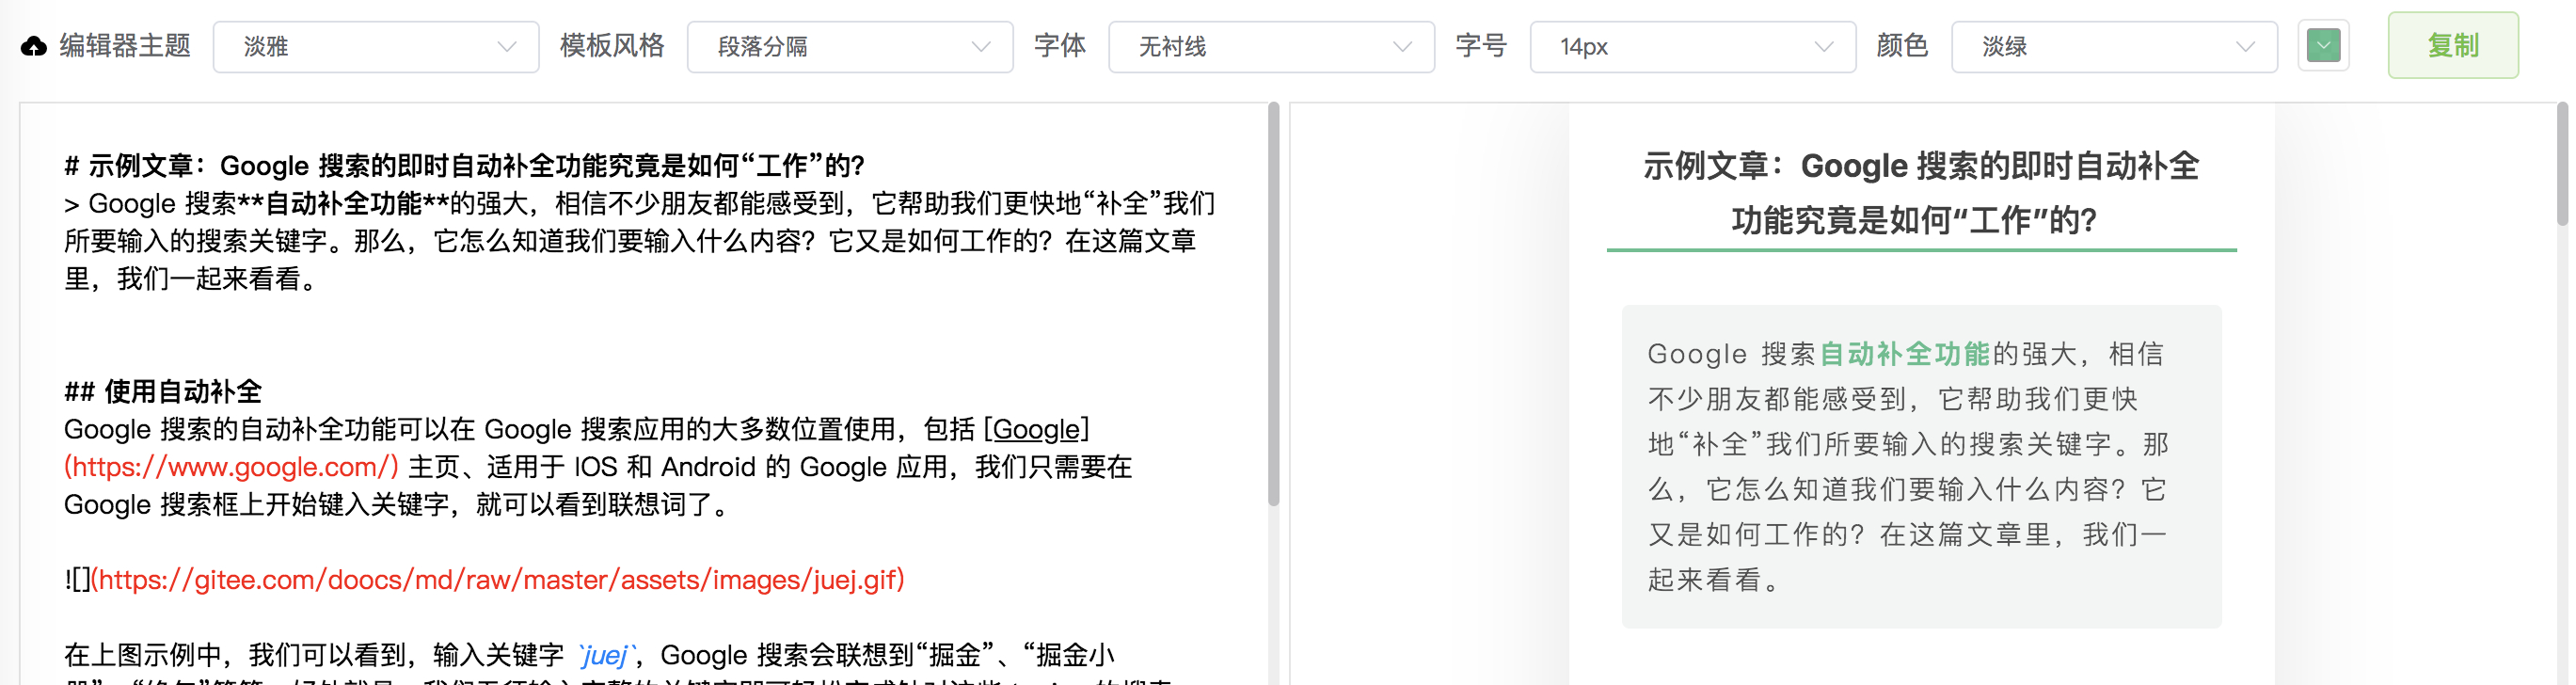 编辑器主题 淡雅 模板风格 段落分隔 字体 无衬线 字号 14px 颜色 淡绿 复制
# 示例文章：Google 搜索的即时自动补全功能究竟是如何“工作”的？
> Google 搜索**自动补全功能**的强大，相信不少朋友都能感受到，它帮助我们更快地“补全”我们
所要输入的搜索关键字。那么，它怎么知道我们要输入什么内容？它又是如何工作的？在这篇文章
里，我们一起来看看。
## 使用自动补全
Google 搜索的自动补全功能可以在 Google 搜索应用的大多数位置使用，包括 [Google]
(https://www.google.com/) 主页、适用于 IOS 和 Android 的 Google 应用，我们只需要在
Google 搜索框上开始键入关键字，就可以看到联想词了。
![](https://gitee.com/doocs/md/raw/master/assets/images/juej.gif)
在上图示例中，我们可以看到，输入关键字 `juej`，Google 搜索会联想到“掘金”、“掘金小
示例文章：Google 搜索的即时自动补全
功能究竟是如何“工作”的？
Google 搜索自动补全功能的强大，相信
不少朋友都能感受到，它帮助我们更快
地“补全”我们所要输入的搜索关键字。那
么，它怎么知道我们要输入什么内容？它
又是如何工作的？在这篇文章里，我们一
起来看看。